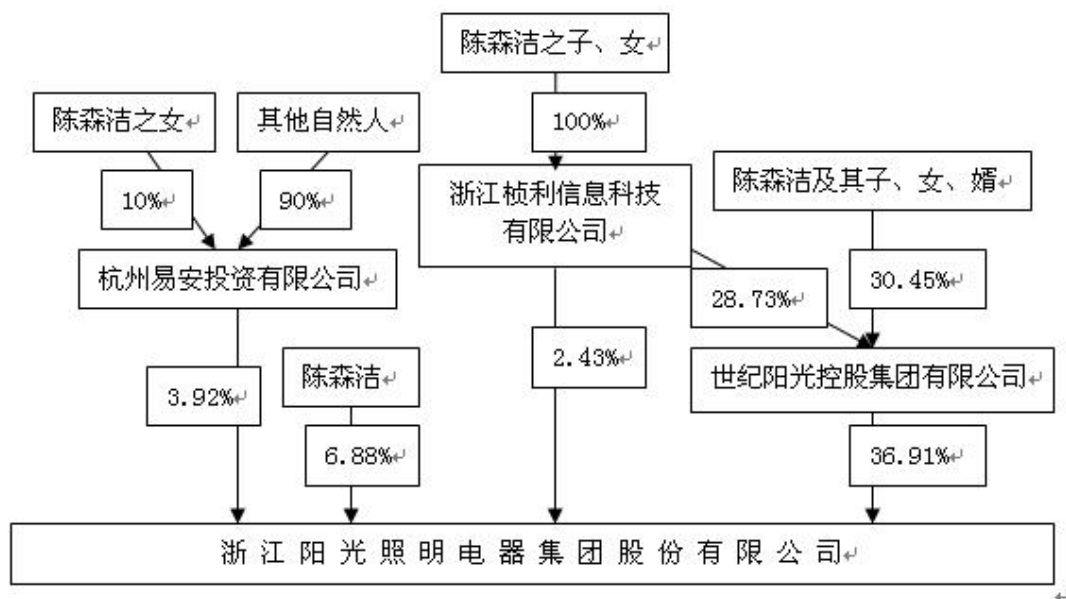 陈森洁之子、女
陈森洁之女
其他自然人
100%
陈森洁及其子、女、婿
10%
90%
浙江桢利信息科技
有限公司
杭州易安投资有限公司
28.73%
30.45%
2.43%
陈森洁
3.92%
世纪阳光控股集团有限公司
6.88%
36.91%
浙江阳光照明电器集团股份有限公司